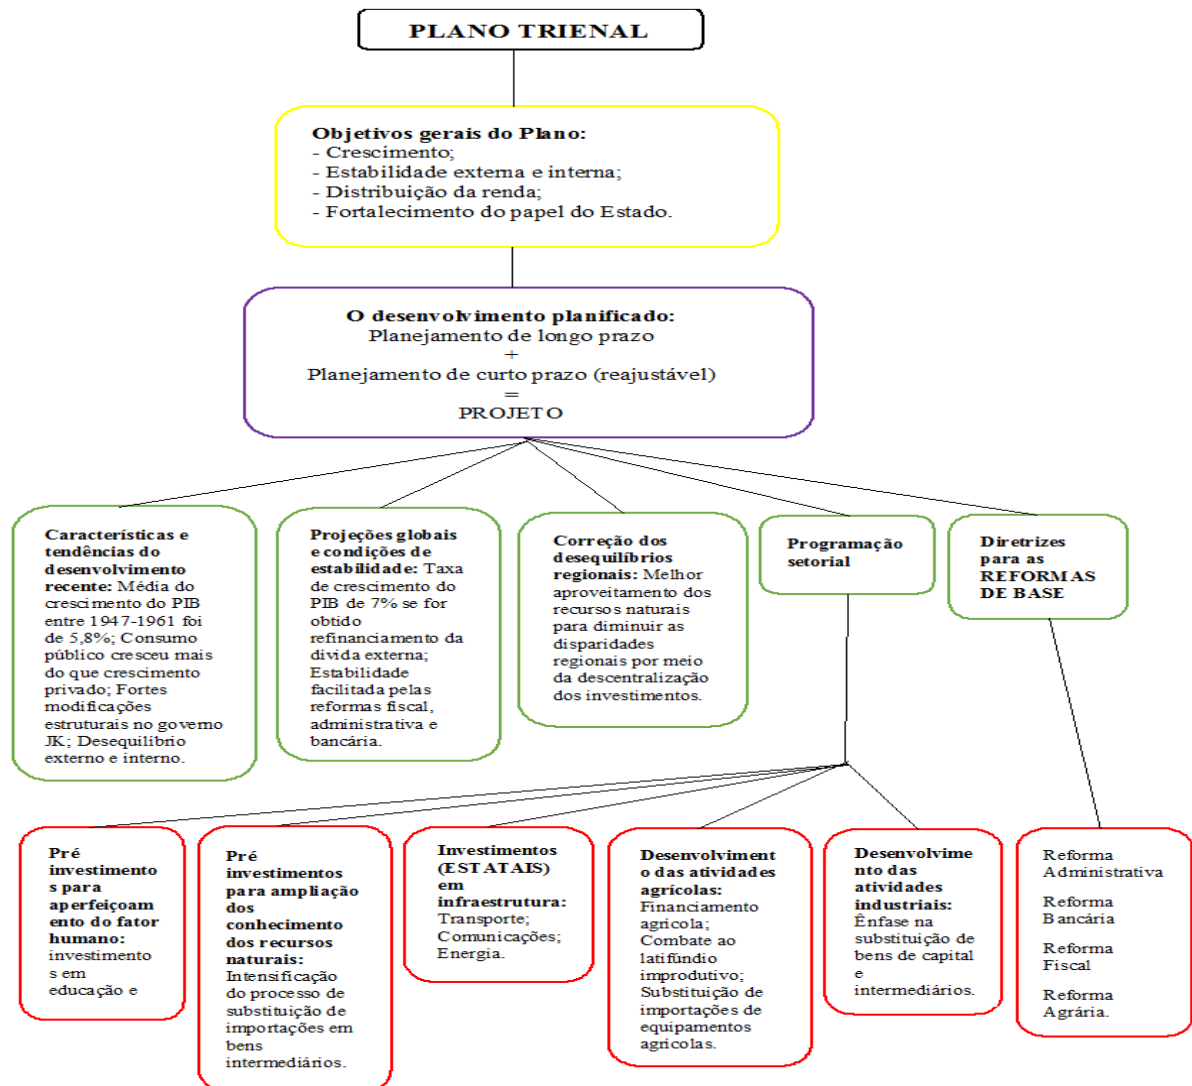 PLANO TRIENAL
Objetivos gerais do Plano:
- Crescimento;
- Estabilidade externa e interna;
- Distribuição da renda;
- Fortalecimento do papel do Estado.
O desenvolvimento planificado:
Planejamento de longo prazo
+
Planejamento de curto prazo (reajustável)
=
PROJETO
Características e
tendências do
desenvolvimento
recente: Média do
crescimento do PIB
entre 1947-1961 foi
de 5,8%; Consumo
público cresceu mais
do que crescimento
privado; Fortes
modificações
estruturais no governo
JK; Desequilíbrio
externo e interno.
Projeções globais
e condições de
estabilidade: Taxa
de crescimento do
PIB de 7% se for
obtido
refinanciamento da
dívida externa;
Estabilidade
facilitada pelas
reformas fiscal,
administrativa e
bancária.
Correção dos
desequilíbrios
regionais: Melhor
aproveitamento dos
recursos naturais
para diminuir as
disparidades
regionais por meio
da descentralização
dos investimentos.
Programação
setorial
Diretrizes
para as
REFORMAS
DE BASE
Pré
investimento
s para
aperfeiçoam
ento do fator
humano:
investimento
s em
educação e
Pré
investimentos
para ampliação
dos
conhecimento
dos recursos
naturais:
Intensificação
do processo de
substituição de
importações em
bens
intermediários.
Investimentos
(ESTATAIS)
em
infraestrutura:
Transporte;
Comunicações;
Energia.
Desenvolviment
o das atividades
agrícolas:
Financiamento
agrícola;
Combate ao
latifúndio
improdutivo;
Substituição de
importações de
equipamentos
agrícolas.
Desenvolvime
nto das
atividades
industriais:
Ênfase na
substituição de
bens de capital
e
intermediários.
Reforma
Administrativa
Reforma
Bancária
Reforma
Fiscal
Reforma
Agrária.